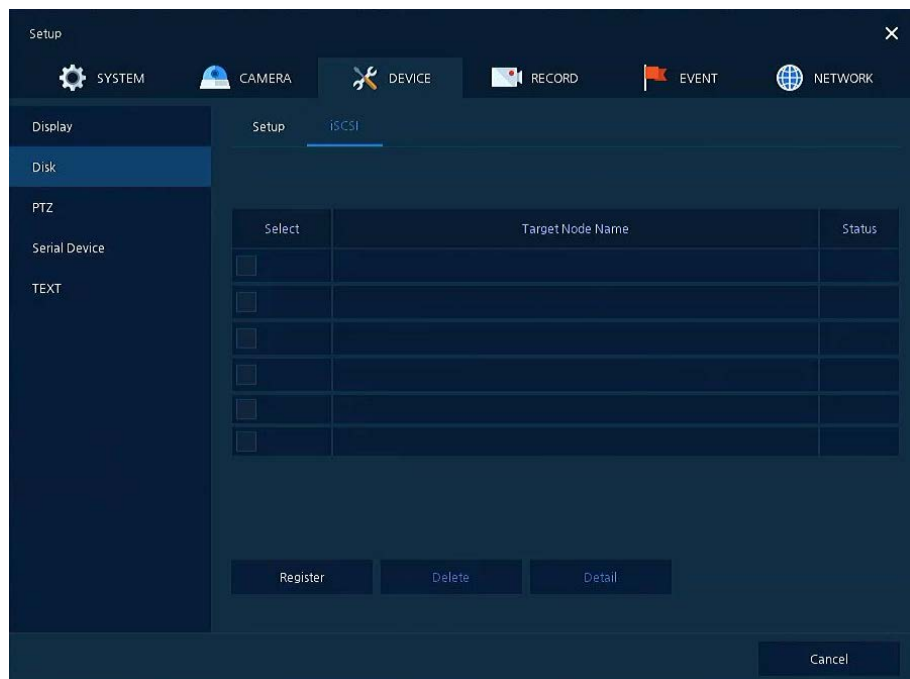 Setup
SYSTEM CAMERA DEVICE RECORD EVENT NETWORK
Display
Disk
PTZ
Serial Device
TEXT
Setup iSCSI
Select Target Node Name Status
Register Delete Detail
Cancel